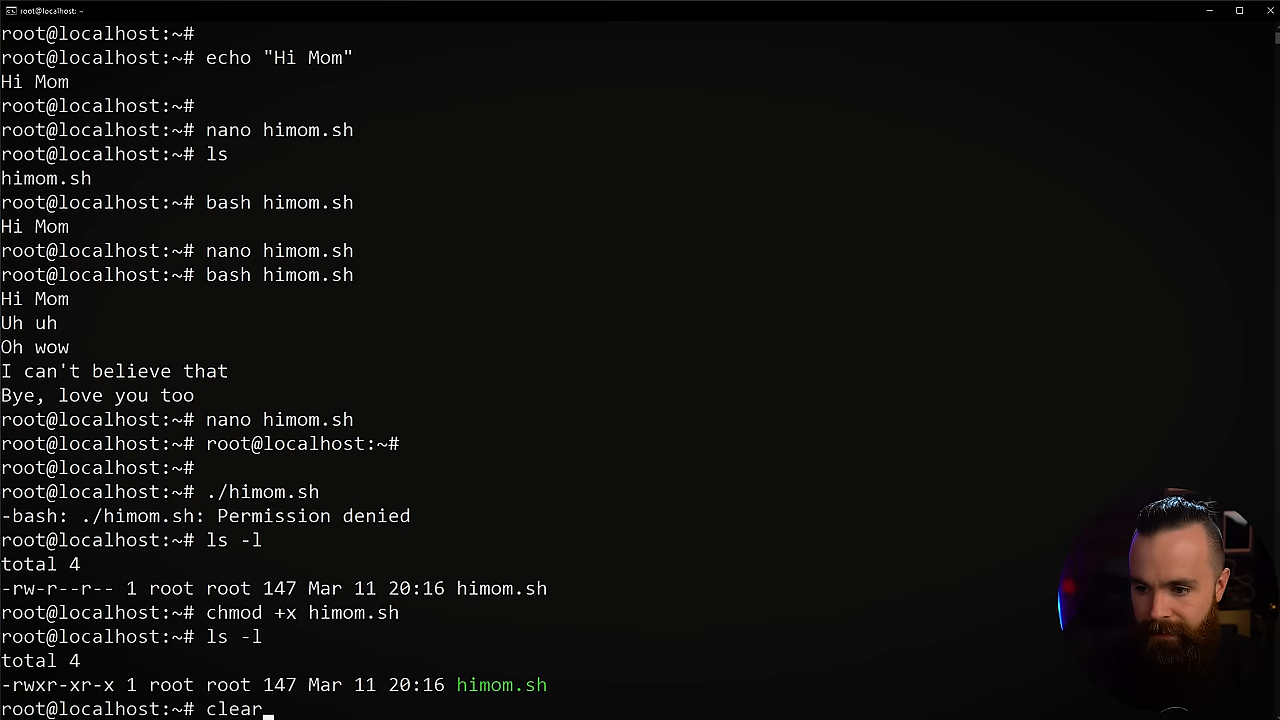 root@localhost: ~
root@localhost:~#
root@localhost:~# echo "Hi Mom"
Hi Mom
root@localhost:~#
root@localhost:~# nano himom.sh
root@localhost:~# ls
himom.sh
root@localhost:~# bash himom.sh
Hi Mom
root@localhost:~# nano himom.sh
root@localhost:~# bash himom.sh
Hi Mom
Uh uh
Oh wow
I can't believe that
Bye, love you too
root@localhost:~# nano himom.sh
root@localhost:~# root@localhost:~#
root@localhost:~#
root@localhost:~# ./himom.sh
-bash: ./himom.sh: Permission denied
root@localhost:~# ls -l
total 4
-rw-r--r-- 1 root root 147 Mar 11 20:16 himom.sh
root@localhost:~# chmod +x himom.sh
root@localhost:~# ls -l
total 4
-rwxr-xr-x 1 root root 147 Mar 11 20:16 himom.sh
root@localhost:~# clear